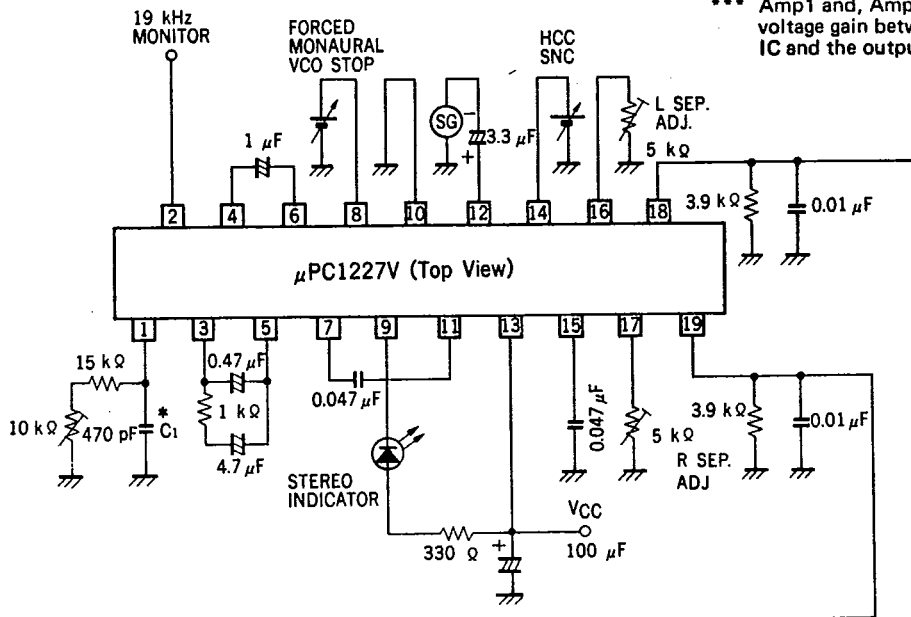 *** Amp1 and, Amp
voltage gain betw
IC and the outpu
19 kHz
MONITOR
FORCED
MONAURAL
VCO STOP
HCC
SNC
SG
−
+
3.3 μF
L SEP.
ADJ.
5 kΩ
1 μF
3.9 kΩ
0.01 μF
2
4
6
8
10
12
14
16
18
μPC1227V (Top View)
1
3
5
7
9
11
13
15
17
19
15 kΩ
10 kΩ
470 pF
*
C1
0.47 μF
1 kΩ
4.7 μF
0.047 μF
STEREO
INDICATOR
330 Ω
+
VCC
100 μF
0.047 μF
5 kΩ
R SEP.
ADJ
3.9 kΩ
0.01 μF